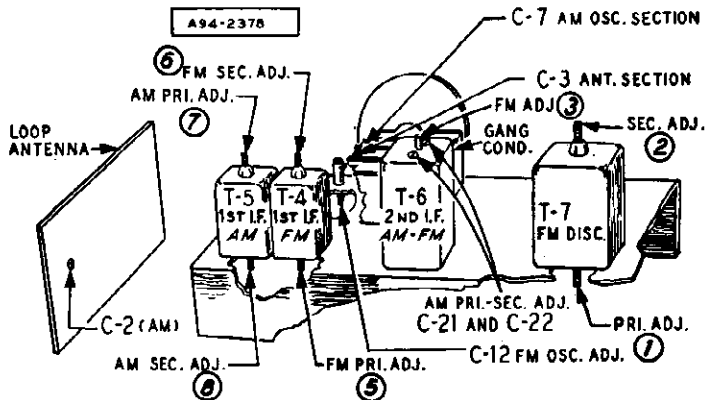 A94-2378
C-7 AM OSC. SECTION
6
FM SEC. ADJ.
C-3 ANT. SECTION
AM PRI. ADJ.
7
FM ADJ 3
SEC. ADJ.
2
LOOP
ANTENNA
GANG
COND.
T-5
1ST I.F.
AM
T-4
1ST I.F.
FM
T-6
2ND I.F.
AM-FM
T-7
FM DISC.
C-2 (AM)
AM PRI.-SEC. ADJ.
C-21 AND C-22
PRI. ADJ.
1
AM SEC. ADJ.
8
FM PRI. ADJ.
5
C-12 FM OSC. ADJ.